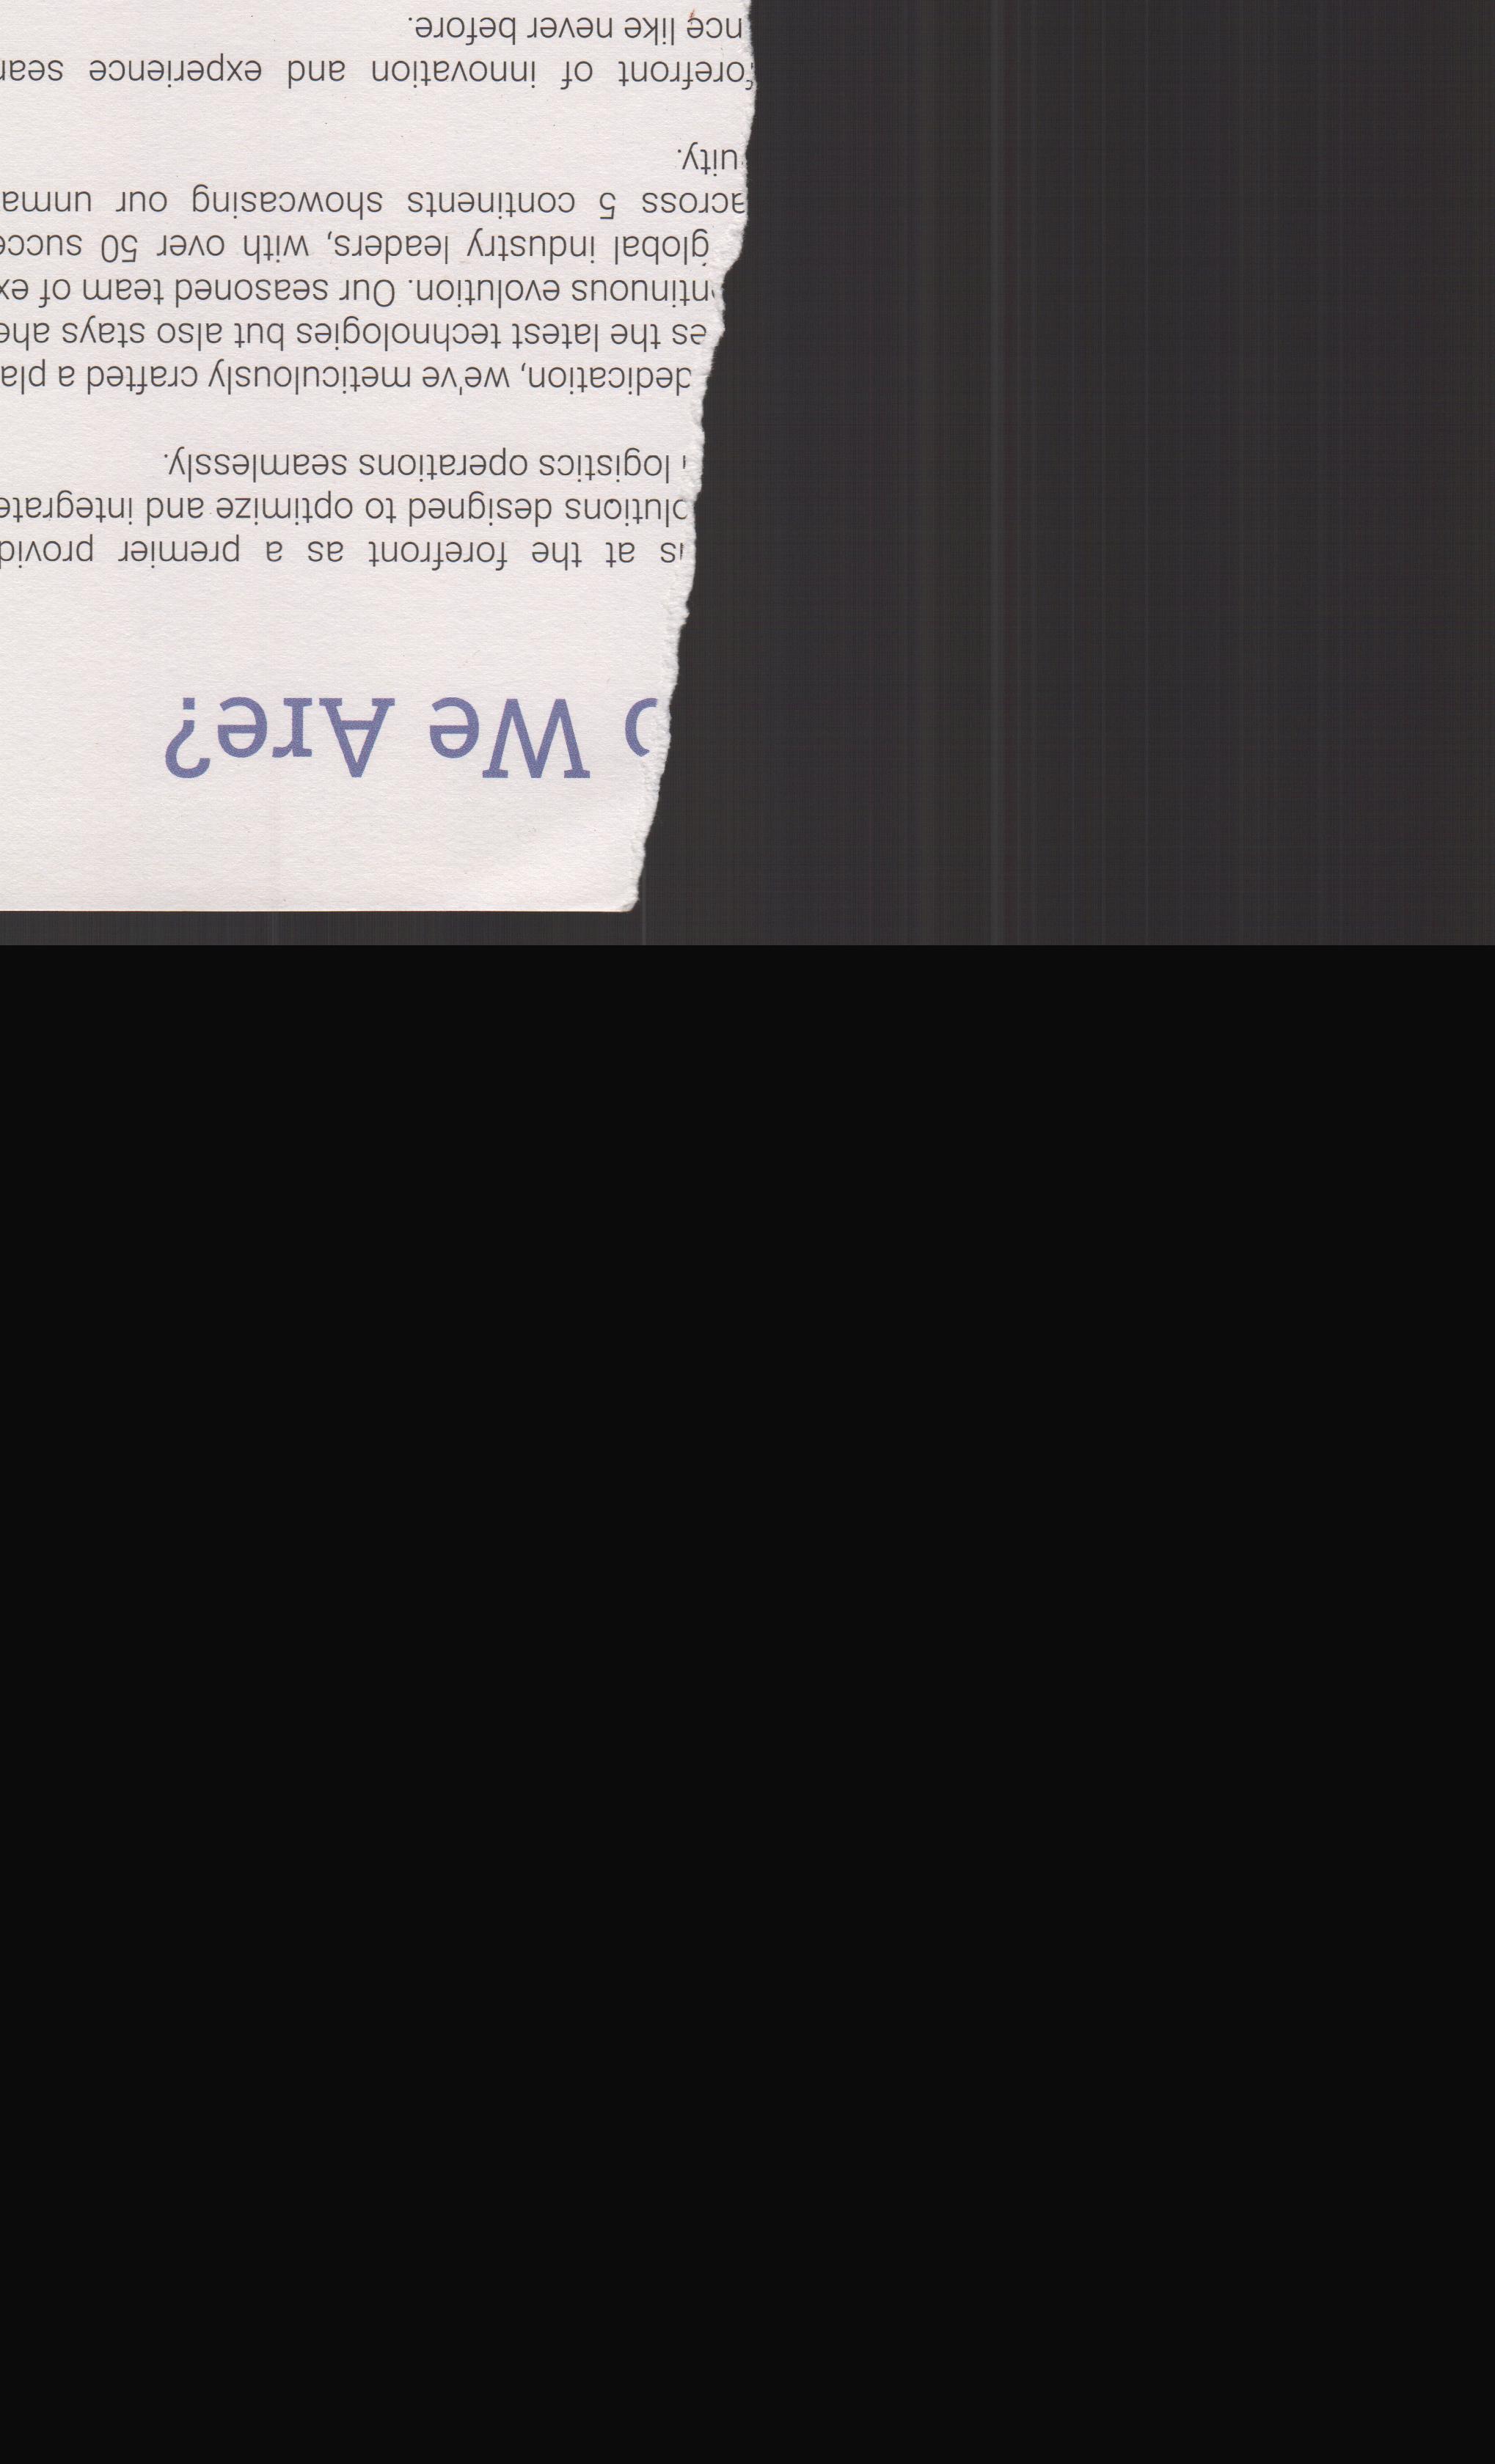 We Are?
is at the forefront as a premier provid
olutions designed to optimize and integrate
logistics operations seamlessly.
dedication, we've meticulously crafted a pla
es the latest technologies but also stays ahe
ntinuous evolution. Our seasoned team of ex
global industry leaders, with over 50 succe
across 5 continents showcasing our unma
uity.
forefront of innovation and experience sear
nce like never before.